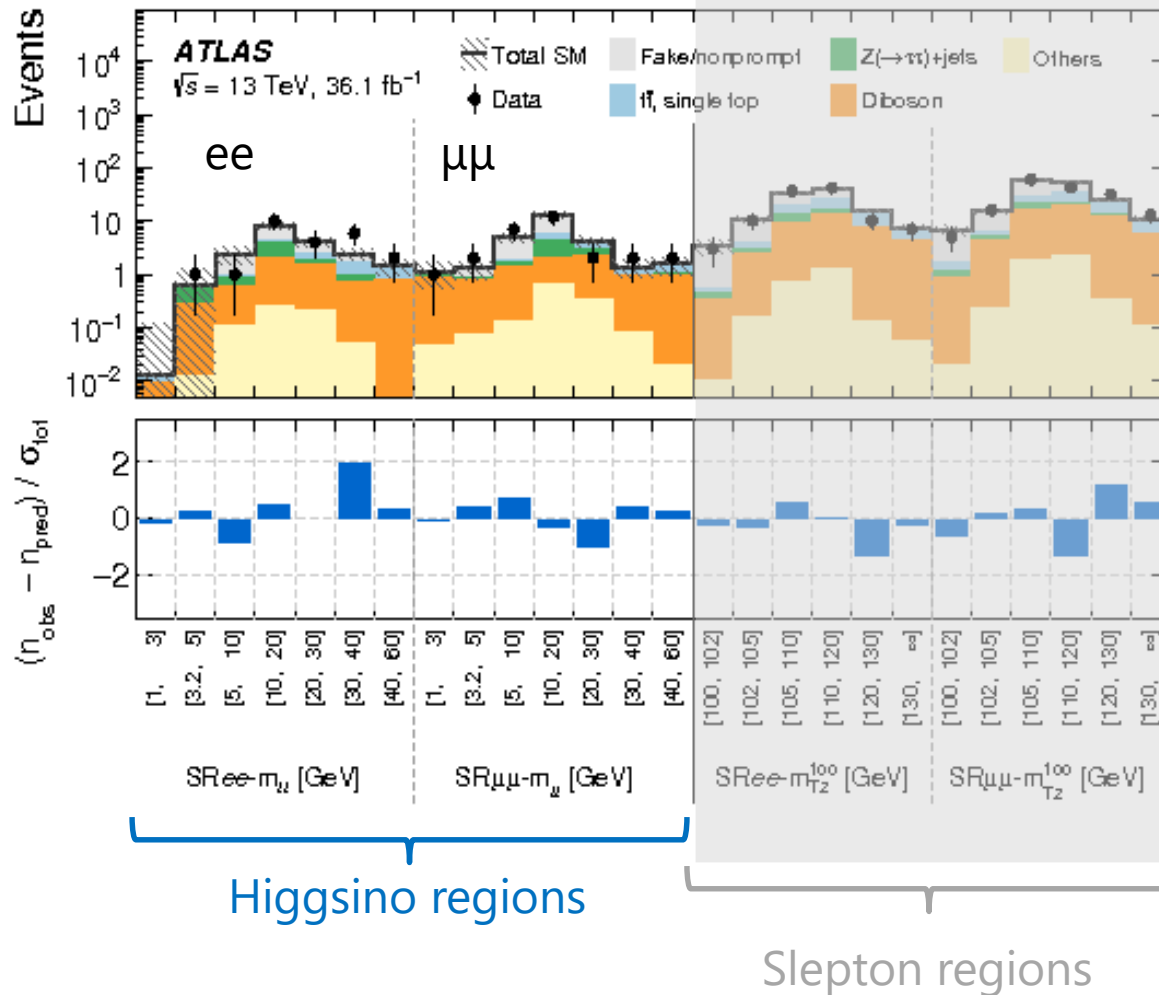 Events
10⁴
10³
10²
10
1
10⁻¹
10⁻²
ATLAS
√s = 13 TeV, 36.1 fb⁻¹
Total SM
Data
Fake/nonprompt
tt̄, single top
Z(→ττ)+jets
Diboson
Others
ee
μμ
(n_obs − n_pred) / σ_tot
2
0
−2
[1, 3]
[3.2, 5]
[5, 10]
[10, 20]
[20, 30]
[30, 40]
[40, 60]
[1, 3]
[3.2, 5]
[5, 10]
[10, 20]
[20, 30]
[30, 40]
[40, 60]
[100, 102]
[102, 105]
[105, 110]
[110, 120]
[120, 130]
[130, ∞]
[100, 102]
[102, 105]
[105, 110]
[110, 120]
[120, 130]
[130, ∞]
SRee-m_ℓℓ [GeV]
SRμμ-m_ℓℓ [GeV]
SRee-m_T2^100 [GeV]
SRμμ-m_T2^100 [GeV]
Higgsino regions
Slepton regions